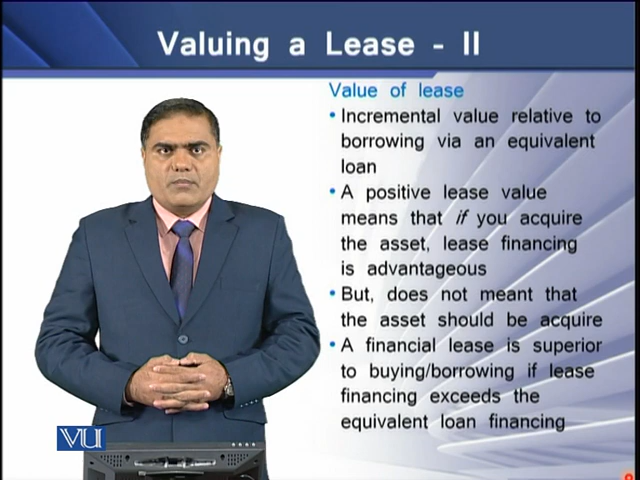 Valuing a Lease - II
Value of lease
• Incremental value relative to
borrowing via an equivalent
loan
• A positive lease value
means that if you acquire
the asset, lease financing
is advantageous
• But, does not meant that
the asset should be acquire
• A financial lease is superior
to buying/borrowing if lease
financing exceeds the
equivalent loan financing
VU